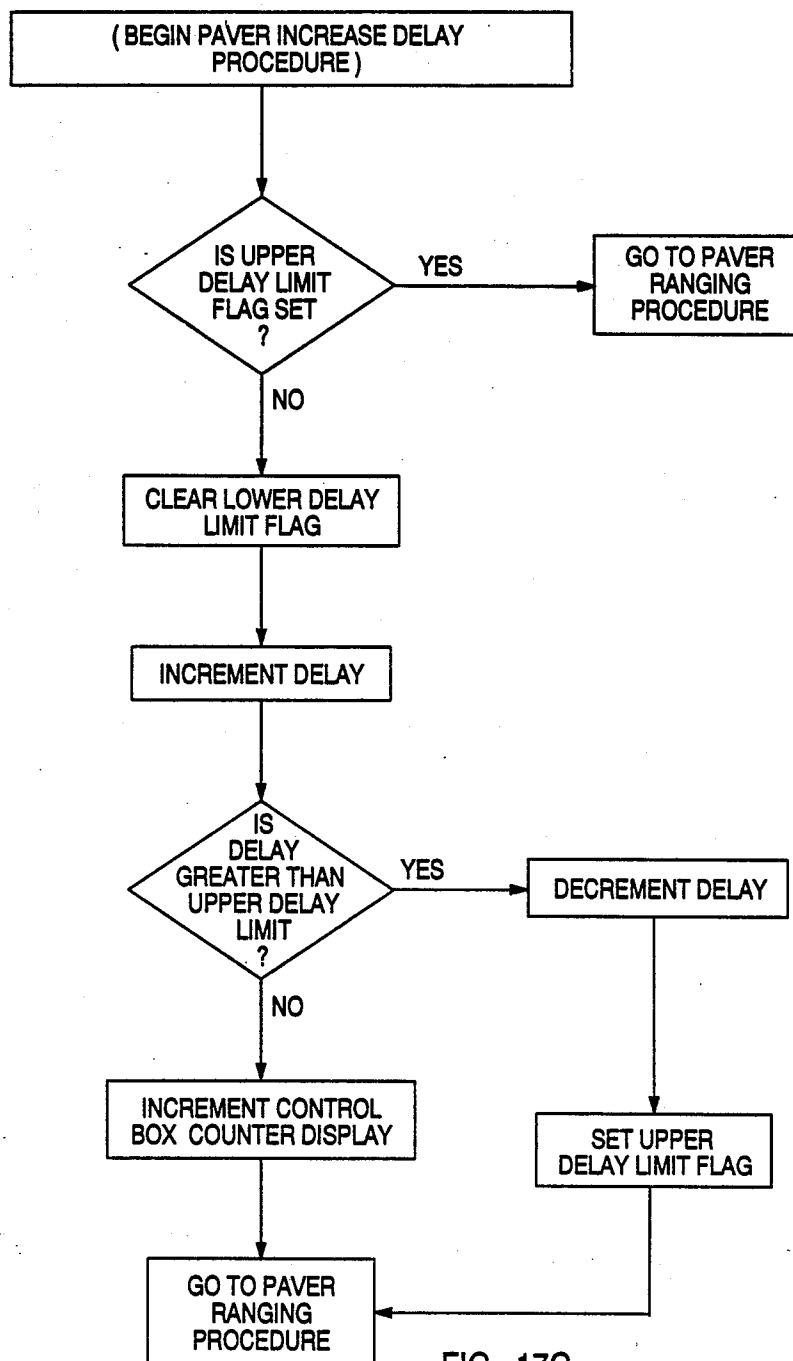 ( BEGIN PAVER INCREASE DELAY
PROCEDURE )
IS UPPER
DELAY LIMIT
FLAG SET
?
YES
GO TO PAVER
RANGING
PROCEDURE
NO
CLEAR LOWER DELAY
LIMIT FLAG
INCREMENT DELAY
IS
DELAY
GREATER THAN
UPPER DELAY
LIMIT
?
YES
DECREMENT DELAY
NO
INCREMENT CONTROL
BOX COUNTER DISPLAY
SET UPPER
DELAY LIMIT FLAG
GO TO PAVER
RANGING
PROCEDURE